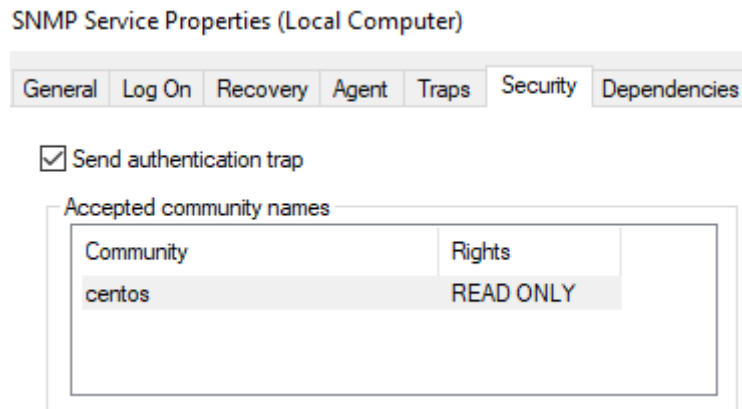 SNMP Service Properties (Local Computer)
General Log On Recovery Agent Traps Security Dependencies
Send authentication trap
Accepted community names
Community Rights
centos READ ONLY